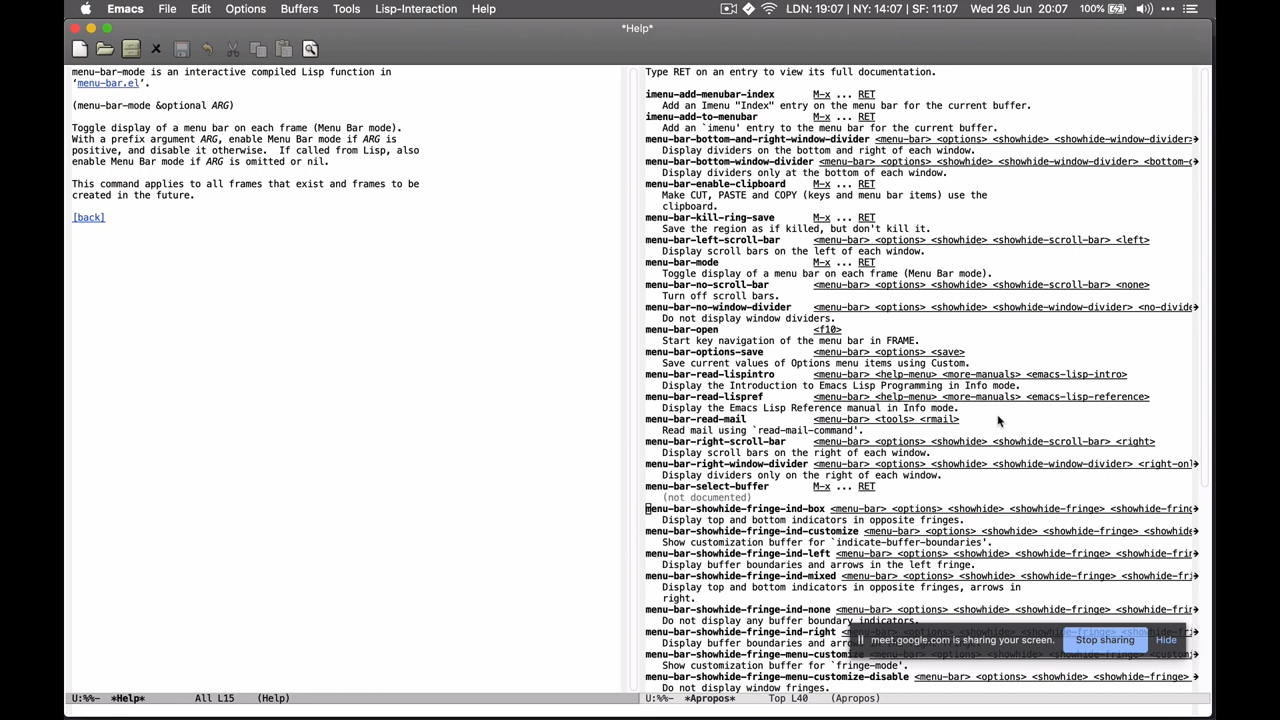 Emacs File Edit Options Buffers Tools Lisp-Interaction Help LDN: 19:07 | NY: 14:07 | SF: 11:07 Wed 26 Jun 20:07 100%
*Help*
menu-bar-mode is an interactive compiled Lisp function in
‘menu-bar.el’.
(menu-bar-mode &optional ARG)
Toggle display of a menu bar on each frame (Menu Bar mode).
With a prefix argument ARG, enable Menu Bar mode if ARG is
positive, and disable it otherwise.  If called from Lisp, also
enable Menu Bar mode if ARG is omitted or nil.
This command applies to all frames that exist and frames to be
created in the future.
[back]
U:%%-  *Help*         All L15    (Help)
Type RET on an entry to view its full documentation.
imenu-add-menubar-index       M-x ... RET
Add an Imenu "Index" entry on the menu bar for the current buffer.
imenu-add-to-menubar          M-x ... RET
Add an `imenu' entry to the menu bar for the current buffer.
menu-bar-bottom-and-right-window-divider <menu-bar> <options> <showhide> <showhide-window-divider>
Display dividers on the bottom and right of each window.
menu-bar-bottom-window-divider <menu-bar> <options> <showhide> <showhide-window-divider> <bottom-
Display dividers only at the bottom of each window.
menu-bar-enable-clipboard     M-x ... RET
Make CUT, PASTE and COPY (keys and menu bar items) use the
clipboard.
menu-bar-kill-ring-save       M-x ... RET
Save the region as if killed, but don't kill it.
menu-bar-left-scroll-bar      <menu-bar> <options> <showhide> <showhide-scroll-bar> <left>
Display scroll bars on the left of each window.
menu-bar-mode                 M-x ... RET
Toggle display of a menu bar on each frame (Menu Bar mode).
menu-bar-no-scroll-bar        <menu-bar> <options> <showhide> <showhide-scroll-bar> <none>
Turn off scroll bars.
menu-bar-no-window-divider    <menu-bar> <options> <showhide> <showhide-window-divider> <no-divide
Do not display window dividers.
menu-bar-open                 <f10>
Start key navigation of the menu bar in FRAME.
menu-bar-options-save         <menu-bar> <options> <save>
Save current values of Options menu items using Custom.
menu-bar-read-lispintro       <menu-bar> <help-menu> <more-manuals> <emacs-lisp-intro>
Display the Introduction to Emacs Lisp Programming in Info mode.
menu-bar-read-lispref         <menu-bar> <help-menu> <more-manuals> <emacs-lisp-reference>
Display the Emacs Lisp Reference manual in Info mode.
menu-bar-read-mail            <menu-bar> <tools> <rmail>
Read mail using `read-mail-command'.
menu-bar-right-scroll-bar     <menu-bar> <options> <showhide> <showhide-scroll-bar> <right>
Display scroll bars on the right of each window.
menu-bar-right-window-divider <menu-bar> <options> <showhide> <showhide-window-divider> <right-onl
Display dividers only on the right of each window.
menu-bar-select-buffer        M-x ... RET
(not documented)
menu-bar-showhide-fringe-ind-box <menu-bar> <options> <showhide> <showhide-fringe> <showhide-fring
Display top and bottom indicators in opposite fringes.
menu-bar-showhide-fringe-ind-customize <menu-bar> <options> <showhide> <showhide-fringe> <showhide
Show customization buffer for `indicate-buffer-boundaries'.
menu-bar-showhide-fringe-ind-left <menu-bar> <options> <showhide> <showhide-fringe> <showhide-frin
Display buffer boundaries and arrows in the left fringe.
menu-bar-showhide-fringe-ind-mixed <menu-bar> <options> <showhide> <showhide-fringe> <showhide-fri
Display top and bottom indicators in opposite fringes, arrows in
right.
menu-bar-showhide-fringe-ind-none <menu-bar> <options> <showhide> <showhide-fringe> <showhide-frin
Do not display any buffer boundary indicators.
menu-bar-showhide-fringe-ind-right
Display buffer boundaries and arrows
meet.google.com is sharing your screen. Stop sharing Hide
menu-bar-showhide-fringe-menu-customize
Show customization buffer for `fringe-mode'.
menu-bar-showhide-fringe-menu-customize-disable <menu-bar> <options> <showhide> <showhide-fringe>
Do not display window fringes.
U:%%-  *Apropos*      Top L40    (Apropos)